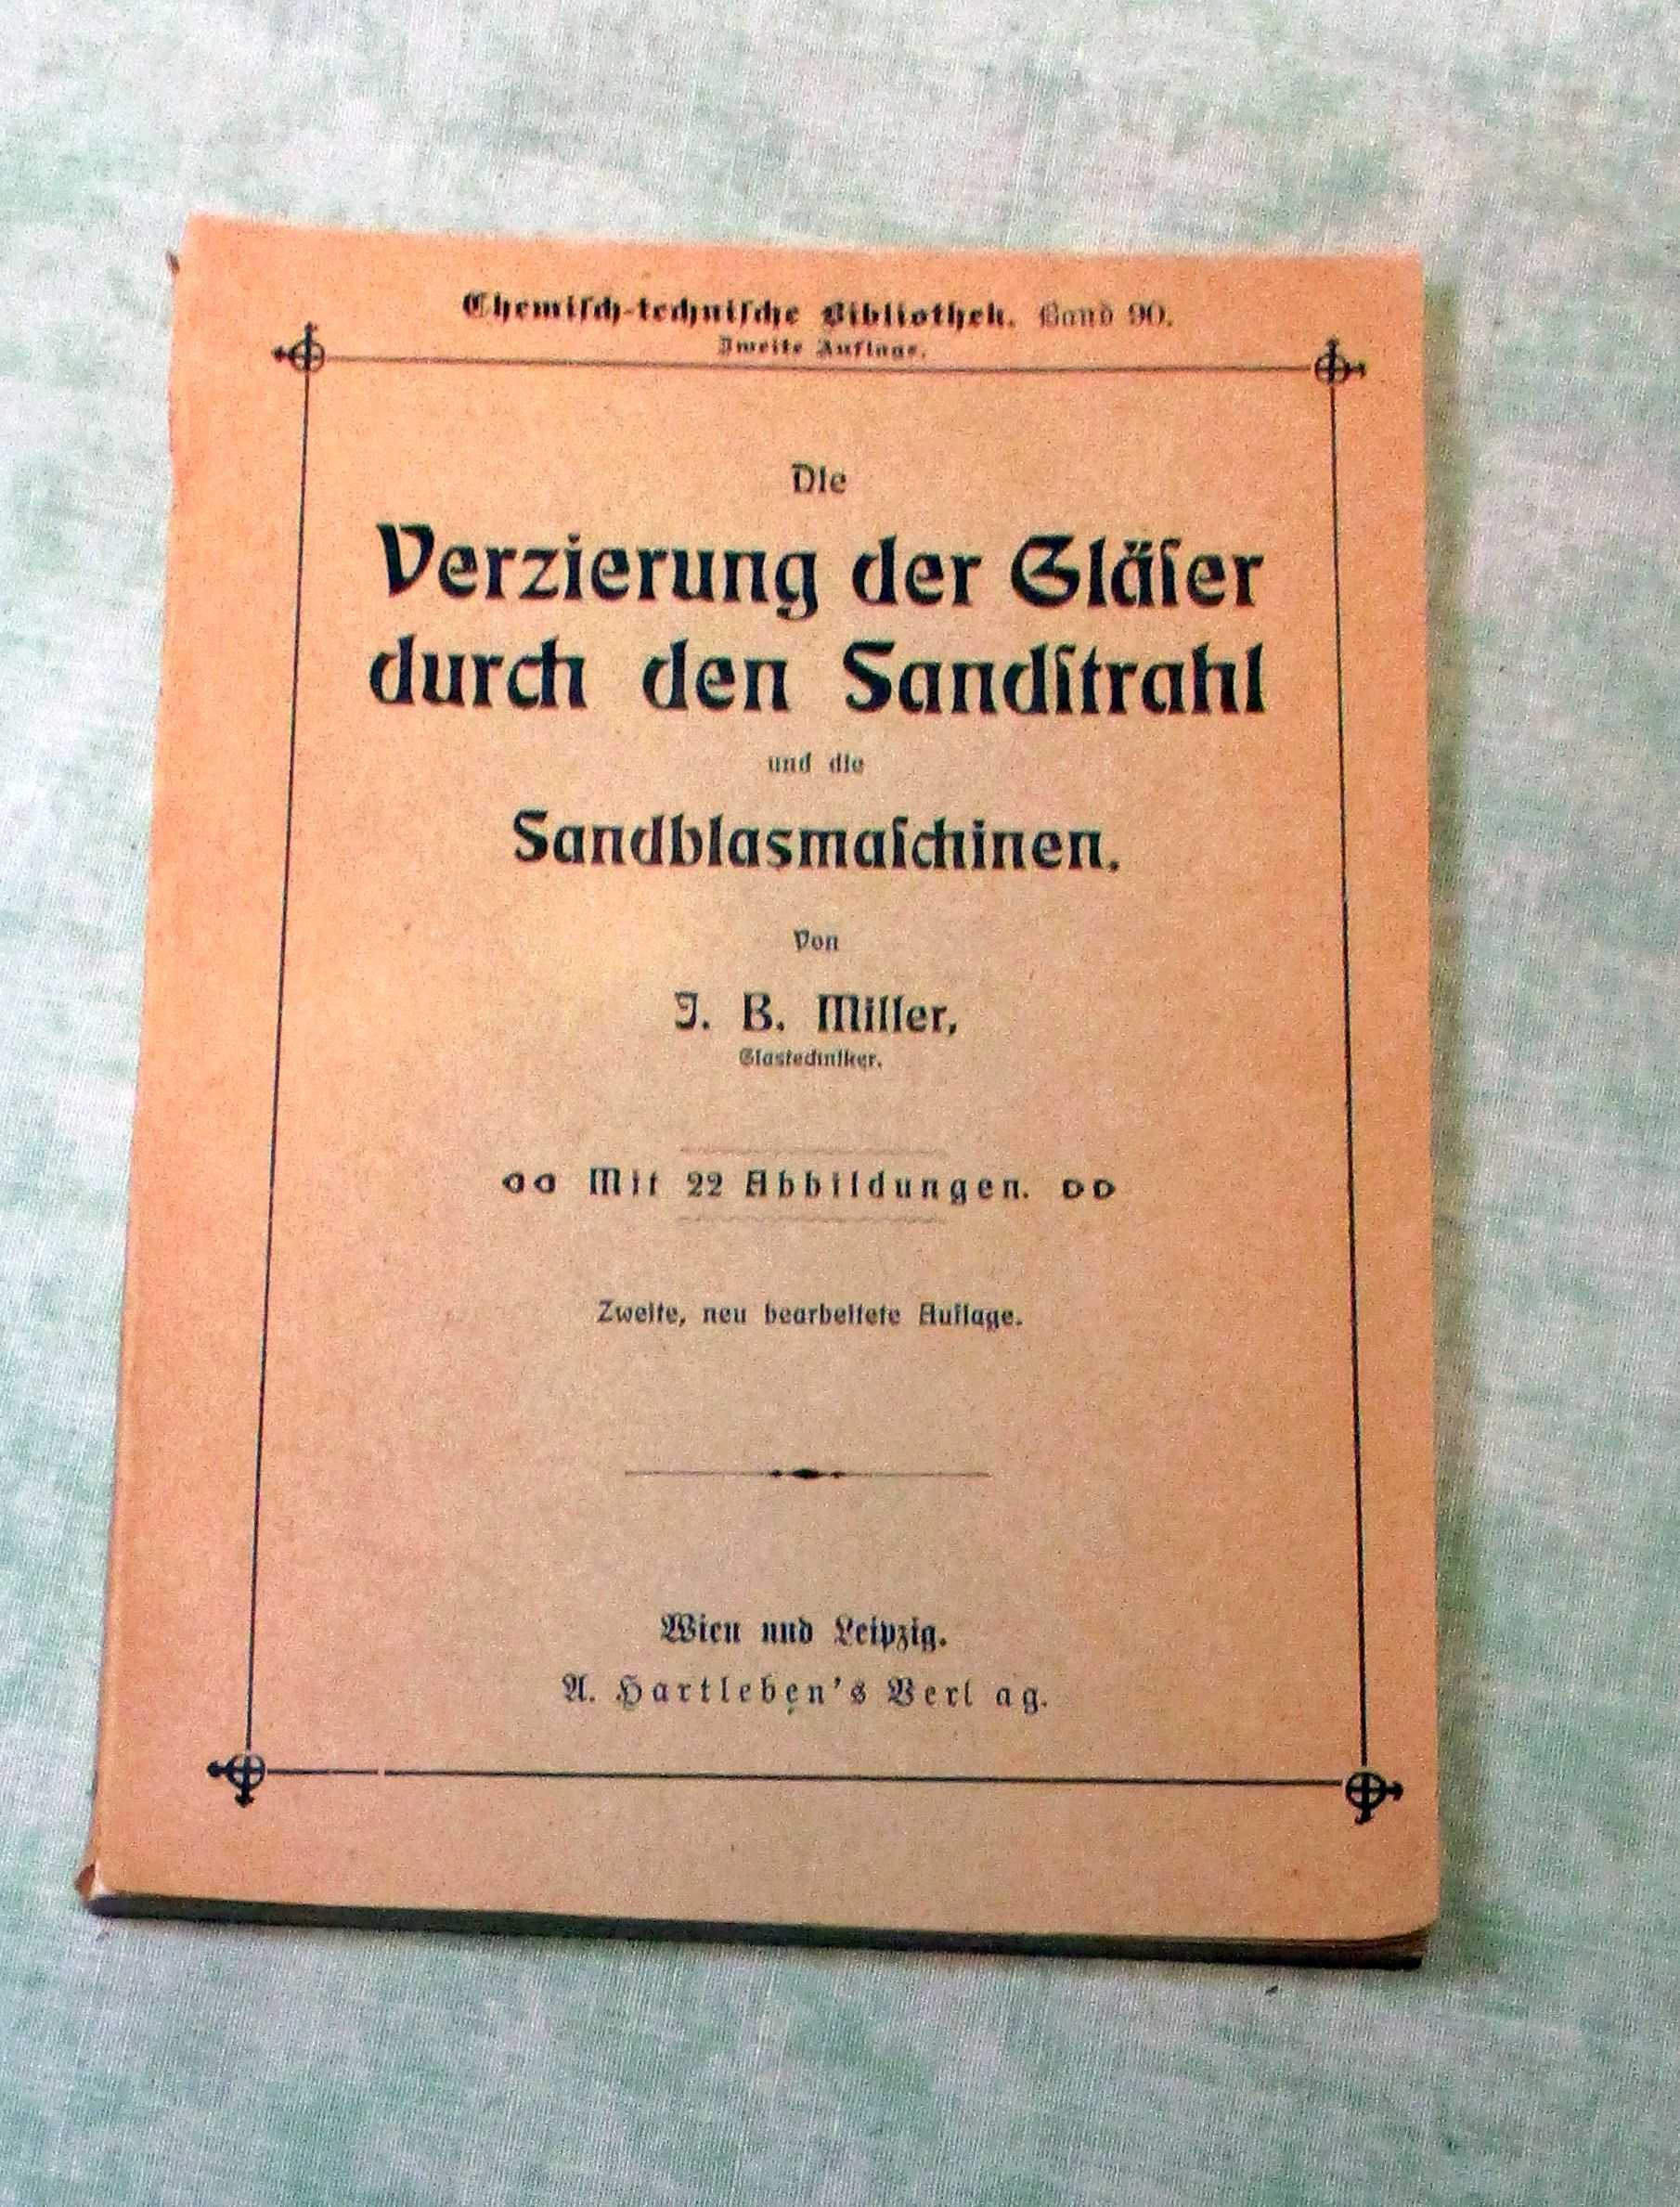 Chemiſch-techniſche Bibliothek. Band 90.
Zweite Auflage.
Die
Verzierung der Gläſer
durch den Sandſtrahl
und die
Sandblasmaſchinen.
Von
J. B. Miller,
Glastechniker.
Mit 22 Abbildungen.
Zweite, neu bearbeitete Auflage.
Wien und Leipzig.
A. Hartleben's Verl ag.